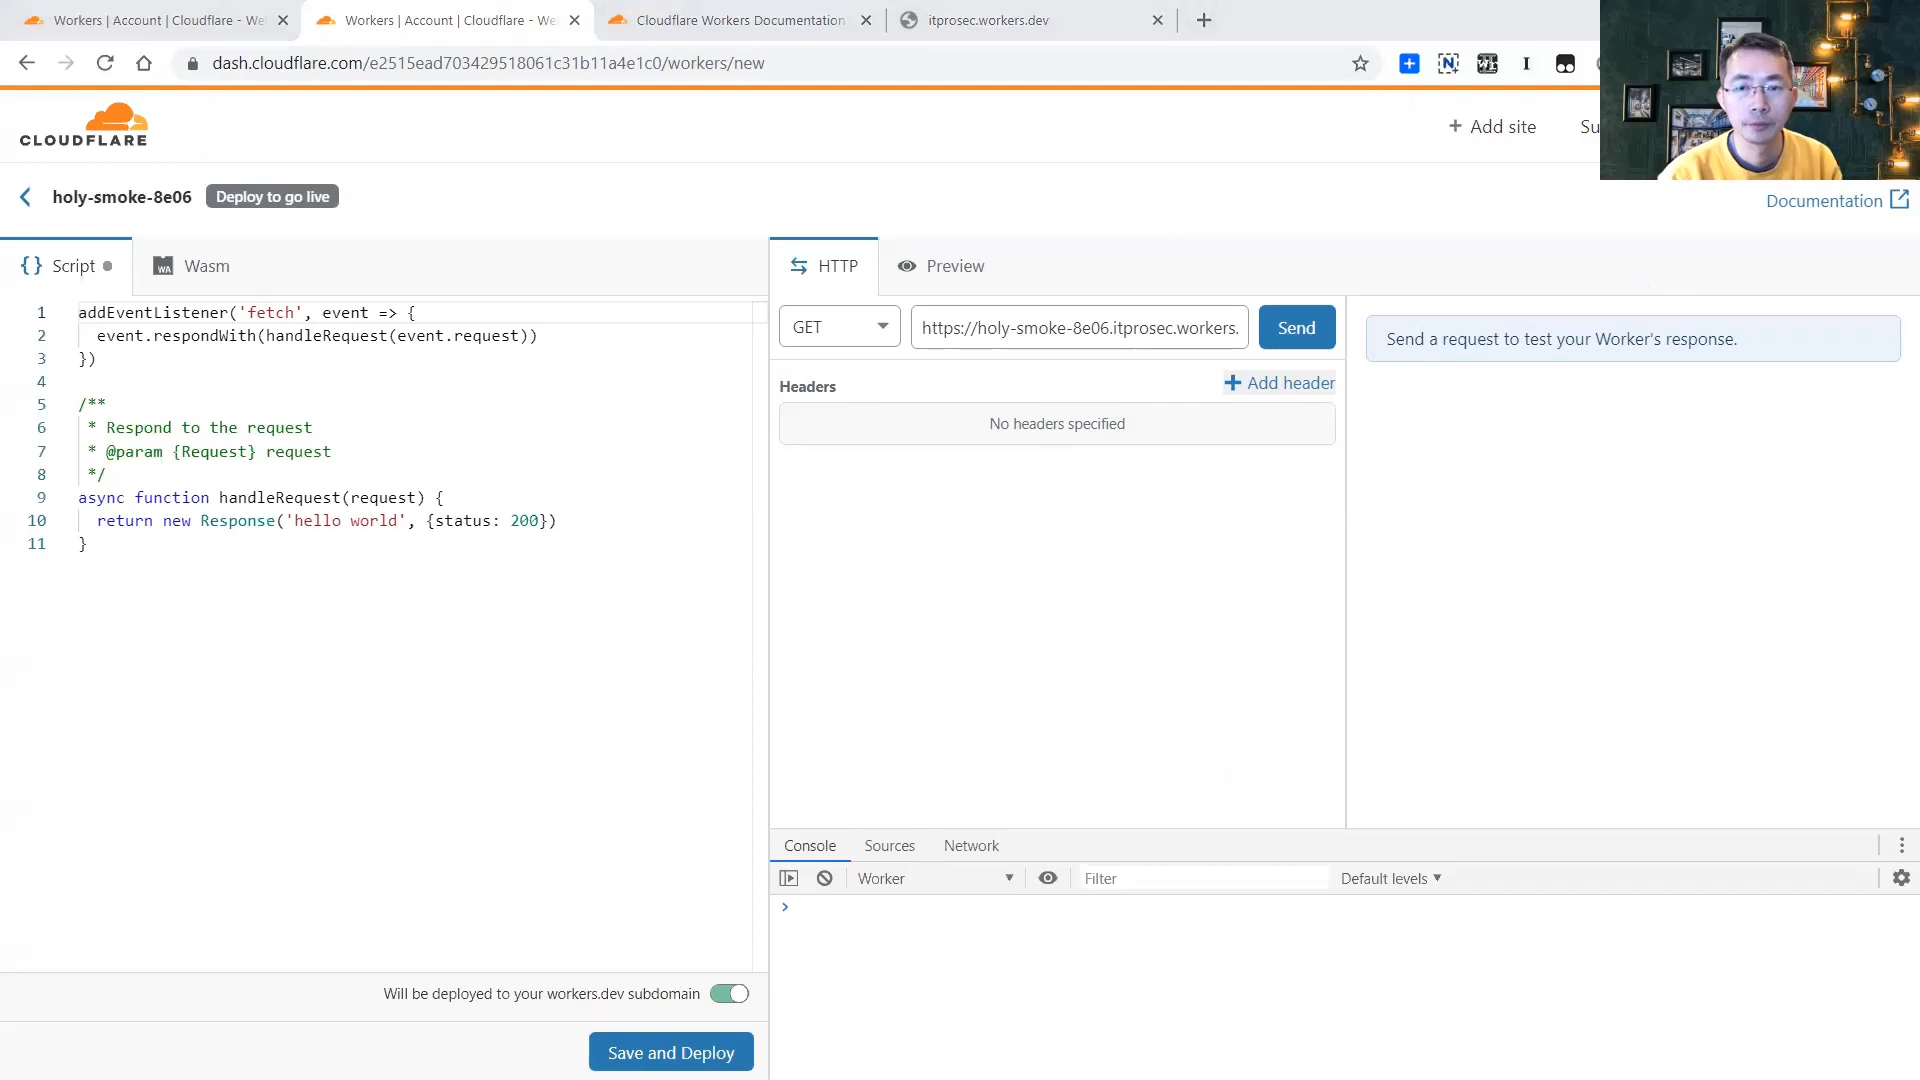 Workers | Account | Cloudflare - We
Workers | Account | Cloudflare - We
Cloudflare Workers Documentation
itprosec.workers.dev
dash.cloudflare.com/e2515ead703429518061c31b11a4e1c0/workers/new
CLOUDFLARE
+ Add site
Su
holy-smoke-8e06
Deploy to go live
Documentation
{} Script
WA Wasm
HTTP
Preview
1 addEventListener('fetch', event => {
2 event.respondWith(handleRequest(event.request))
3 })
4
5 /**
6 * Respond to the request
7 * @param {Request} request
8 */
9 async function handleRequest(request) {
10 return new Response('hello world', {status: 200})
11 }
GET
https://holy-smoke-8e06.itprosec.workers.
Send
Send a request to test your Worker's response.
Headers
+ Add header
No headers specified
Console
Sources
Network
Worker
Filter
Default levels
>
Will be deployed to your workers.dev subdomain
Save and Deploy